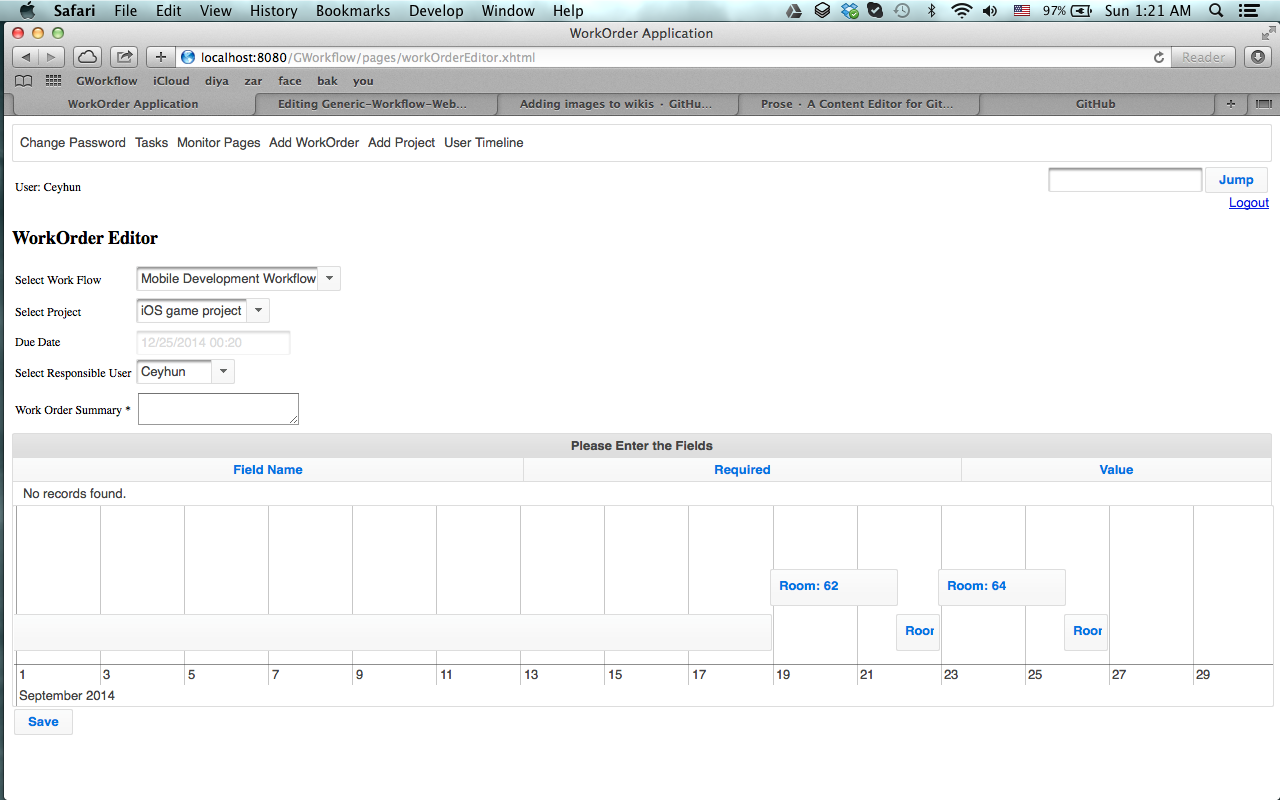 Safari File Edit View History Bookmarks Develop Window Help 97% Sun 1:21 AM
WorkOrder Application
localhost:8080/GWorkflow/pages/workOrderEditor.xhtml Reader
GWorkflow iCloud diya zar face bak you
WorkOrder Application Editing Generic-Workflow-Web... Adding images to wikis · GitHu... Prose · A Content Editor for Git... GitHub +
Change Password Tasks Monitor Pages Add WorkOrder Add Project User Timeline
User: Ceyhun Jump
Logout
WorkOrder Editor
Select Work Flow Mobile Development Workflow
Select Project iOS game project
Due Date 12/25/2014 00:20
Select Responsible User Ceyhun
Work Order Summary *
Please Enter the Fields
Field Name Required Value
No records found.
Room: 62 Room: 64
Roor Roor
1 3 5 7 9 11 13 15 17 19 21 23 25 27 29
September 2014
Save